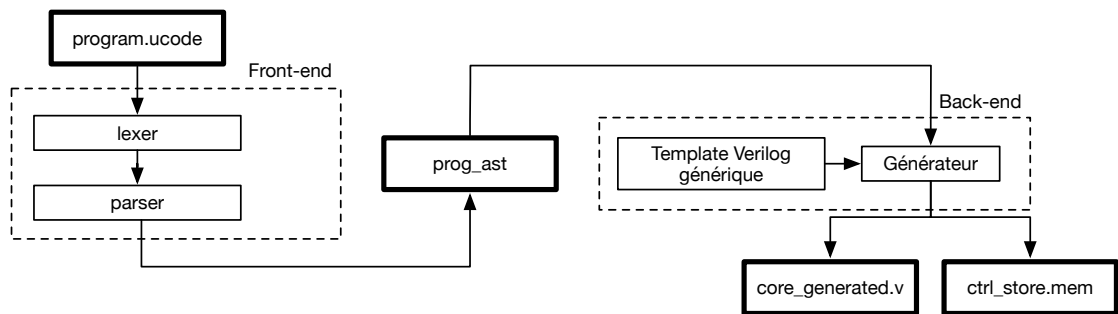 program.ucode
Front-end
lexer
parser
prog_ast
Back-end
Template Verilog
générique
Générateur
core_generated.v
ctrl_store.mem